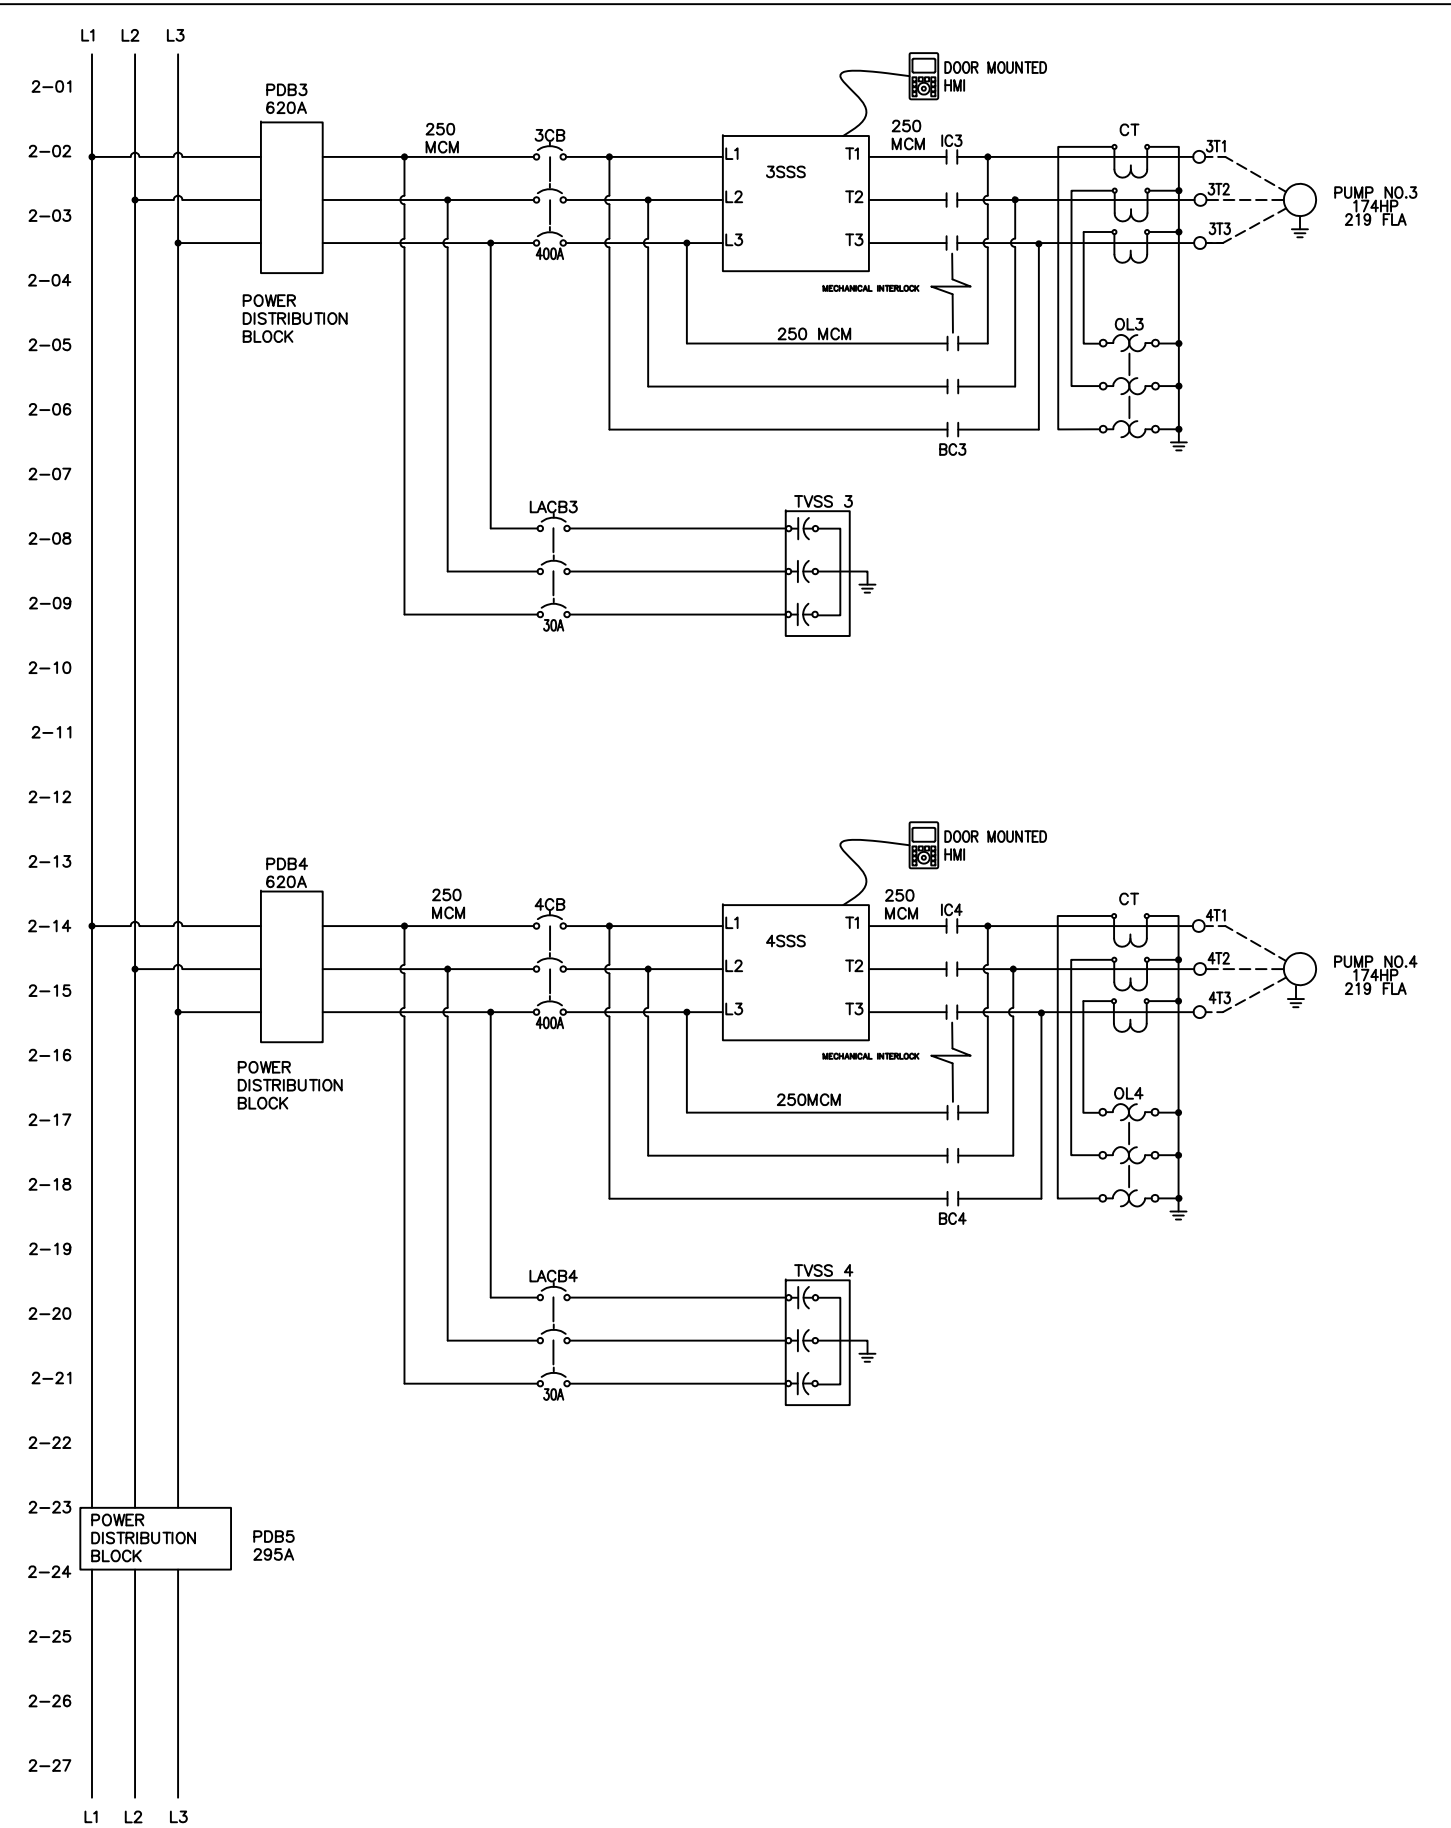 L1 L2 L3
2-01
PDB3
620A
DOOR MOUNTED
HMI
2-02
250
MCM
3CB
250
MCM
IC3
CT
3T1
L1
T1
3SSS
L2
T2
3T2
PUMP NO.3
174HP
219 FLA
2-03
L3
T3
3T3
400A
2-04
MECHANICAL INTERLOCK
POWER
DISTRIBUTION
BLOCK
2-05
250 MCM
OL3
2-06
BC3
2-07
LACB3
TVSS 3
2-08
2-09
30A
2-10
2-11
2-12
2-13
PDB4
620A
DOOR MOUNTED
HMI
2-14
250
MCM
4CB
250
MCM
IC4
CT
4T1
L1
T1
4SSS
L2
T2
4T2
PUMP NO.4
174HP
219 FLA
2-15
L3
T3
4T3
400A
2-16
MECHANICAL INTERLOCK
POWER
DISTRIBUTION
BLOCK
2-17
250MCM
OL4
2-18
BC4
2-19
LACB4
TVSS 4
2-20
2-21
30A
2-22
2-23
POWER
DISTRIBUTION
BLOCK
PDB5
295A
2-24
2-25
2-26
2-27
L1 L2 L3